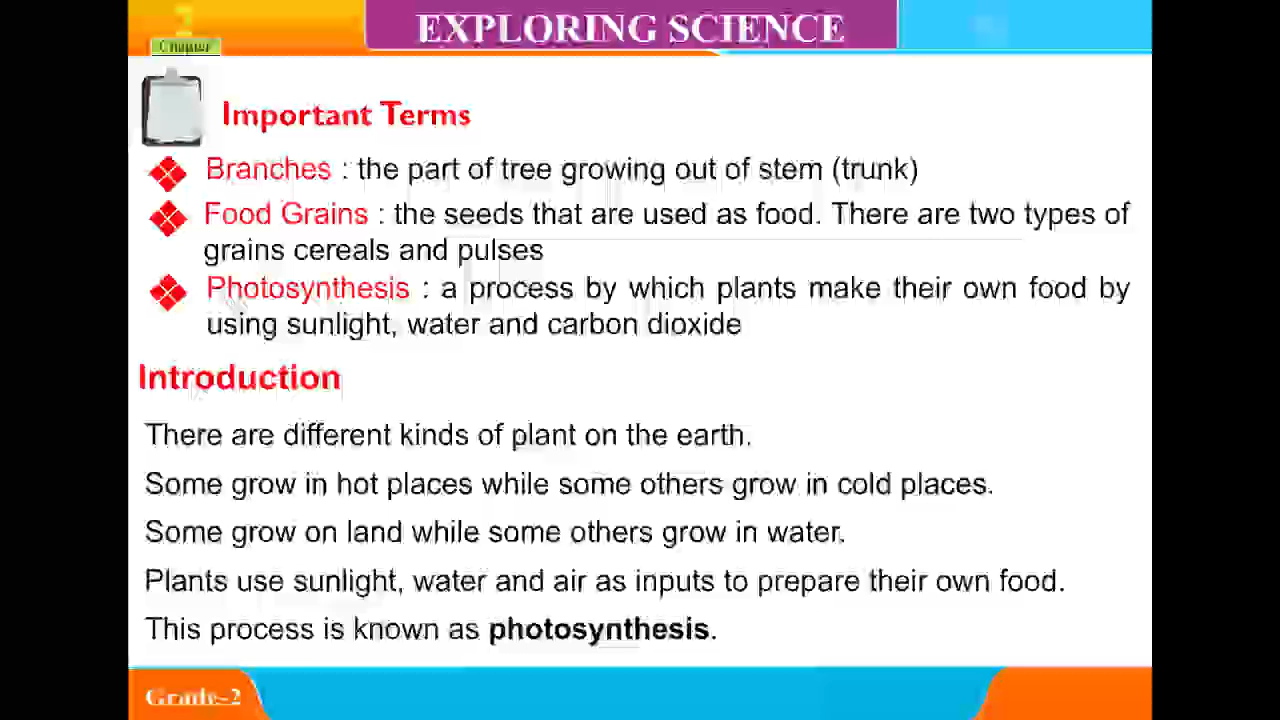 EXPLORING SCIENCE
Chapter
Important Terms
Branches : the part of tree growing out of stem (trunk)
Food Grains : the seeds that are used as food. There are two types of
grains cereals and pulses
Photosynthesis : a process by which plants make their own food by
using sunlight, water and carbon dioxide
Introduction
There are different kinds of plant on the earth.
Some grow in hot places while some others grow in cold places.
Some grow on land while some others grow in water.
Plants use sunlight, water and air as inputs to prepare their own food.
This process is known as photosynthesis.
Grade-2